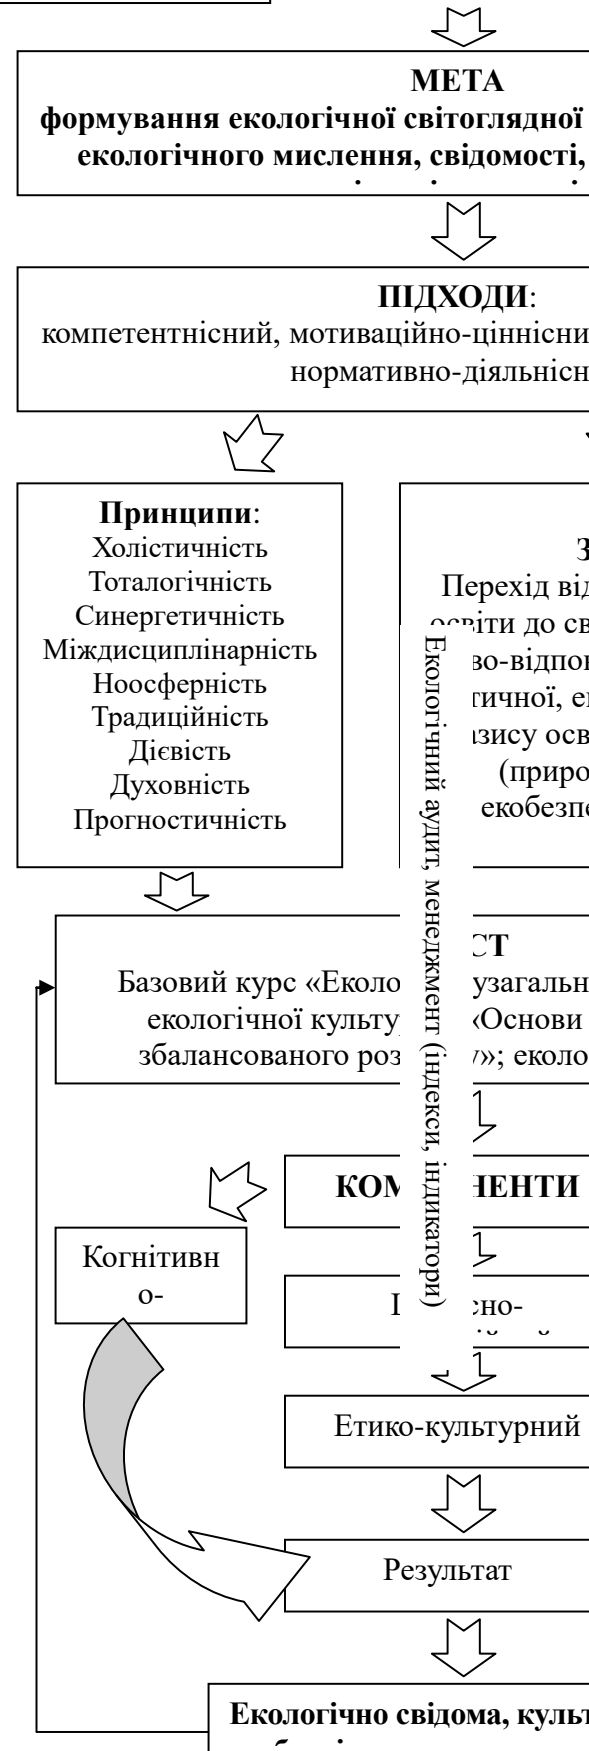 МЕТА
формування екологічної світоглядної
екологічного мислення, свідомості,
ПІДХОДИ:
компетентнісний, мотиваційно-ціннісни
нормативно-діяльнісн
Принципи:
Холістичність
Тоталогічність
Синергетичність
Міждисциплінарність
Ноосферність
Традиційність
Дієвість
Духовність
Прогностичність
З
Перехід від
освіти до св
во-відпов
тичної, е
азису осв
(приро
екобезпе
Екологічний аудит, менеджмент (індекси, індикатори)
СТ
Базовий курс «Еколо узагальн
екологічної культу «Основи
збалансованого роз у»; еколо
КОМ НЕНТИ
Когнітивн
о-
сно-
Етико-культурний
Результат
Екологічно свідома, культ